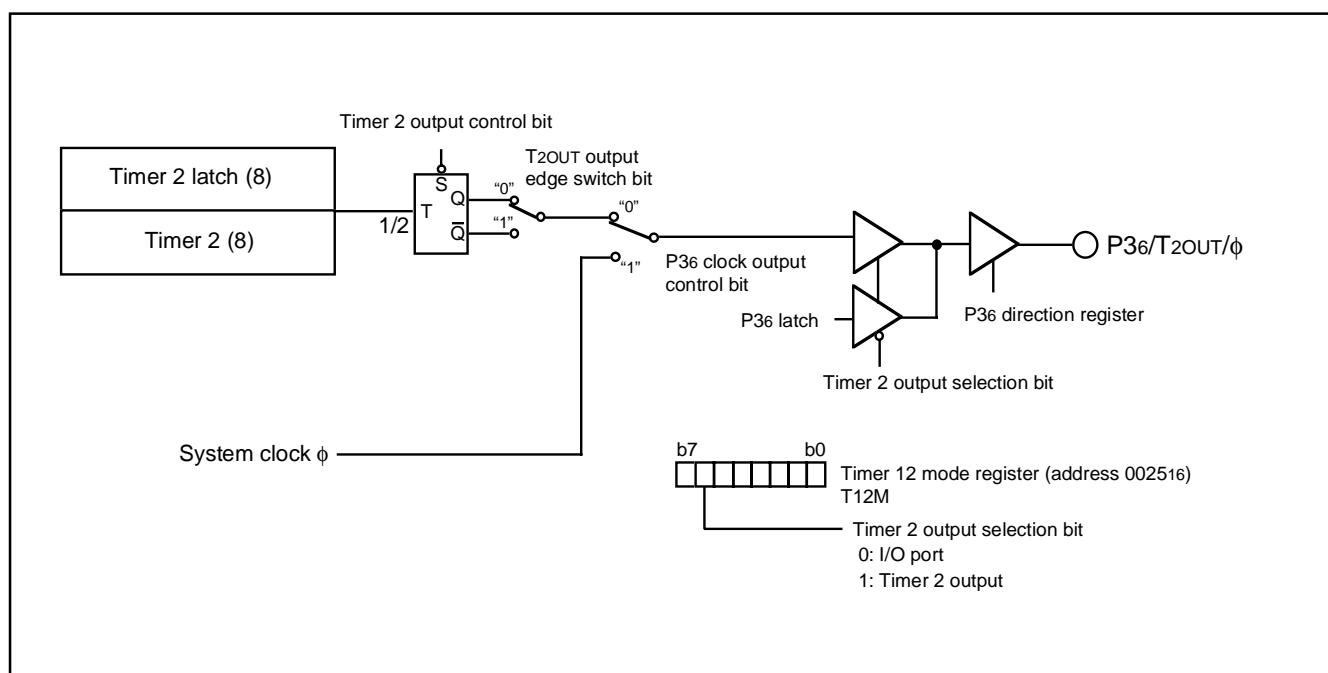 Timer 2 output control bit
Timer 2 latch (8)
Timer 2 (8)
1/2
T
S
Q
Q̅
“0”
“1”
T2OUT output
edge switch bit
“0”
“1”
P36 clock output
control bit
P36 latch
Timer 2 output selection bit
P36 direction register
P36/T2OUT/ϕ
System clock ϕ
b7
b0
Timer 12 mode register (address 002516)
T12M
Timer 2 output selection bit
0: I/O port
1: Timer 2 output